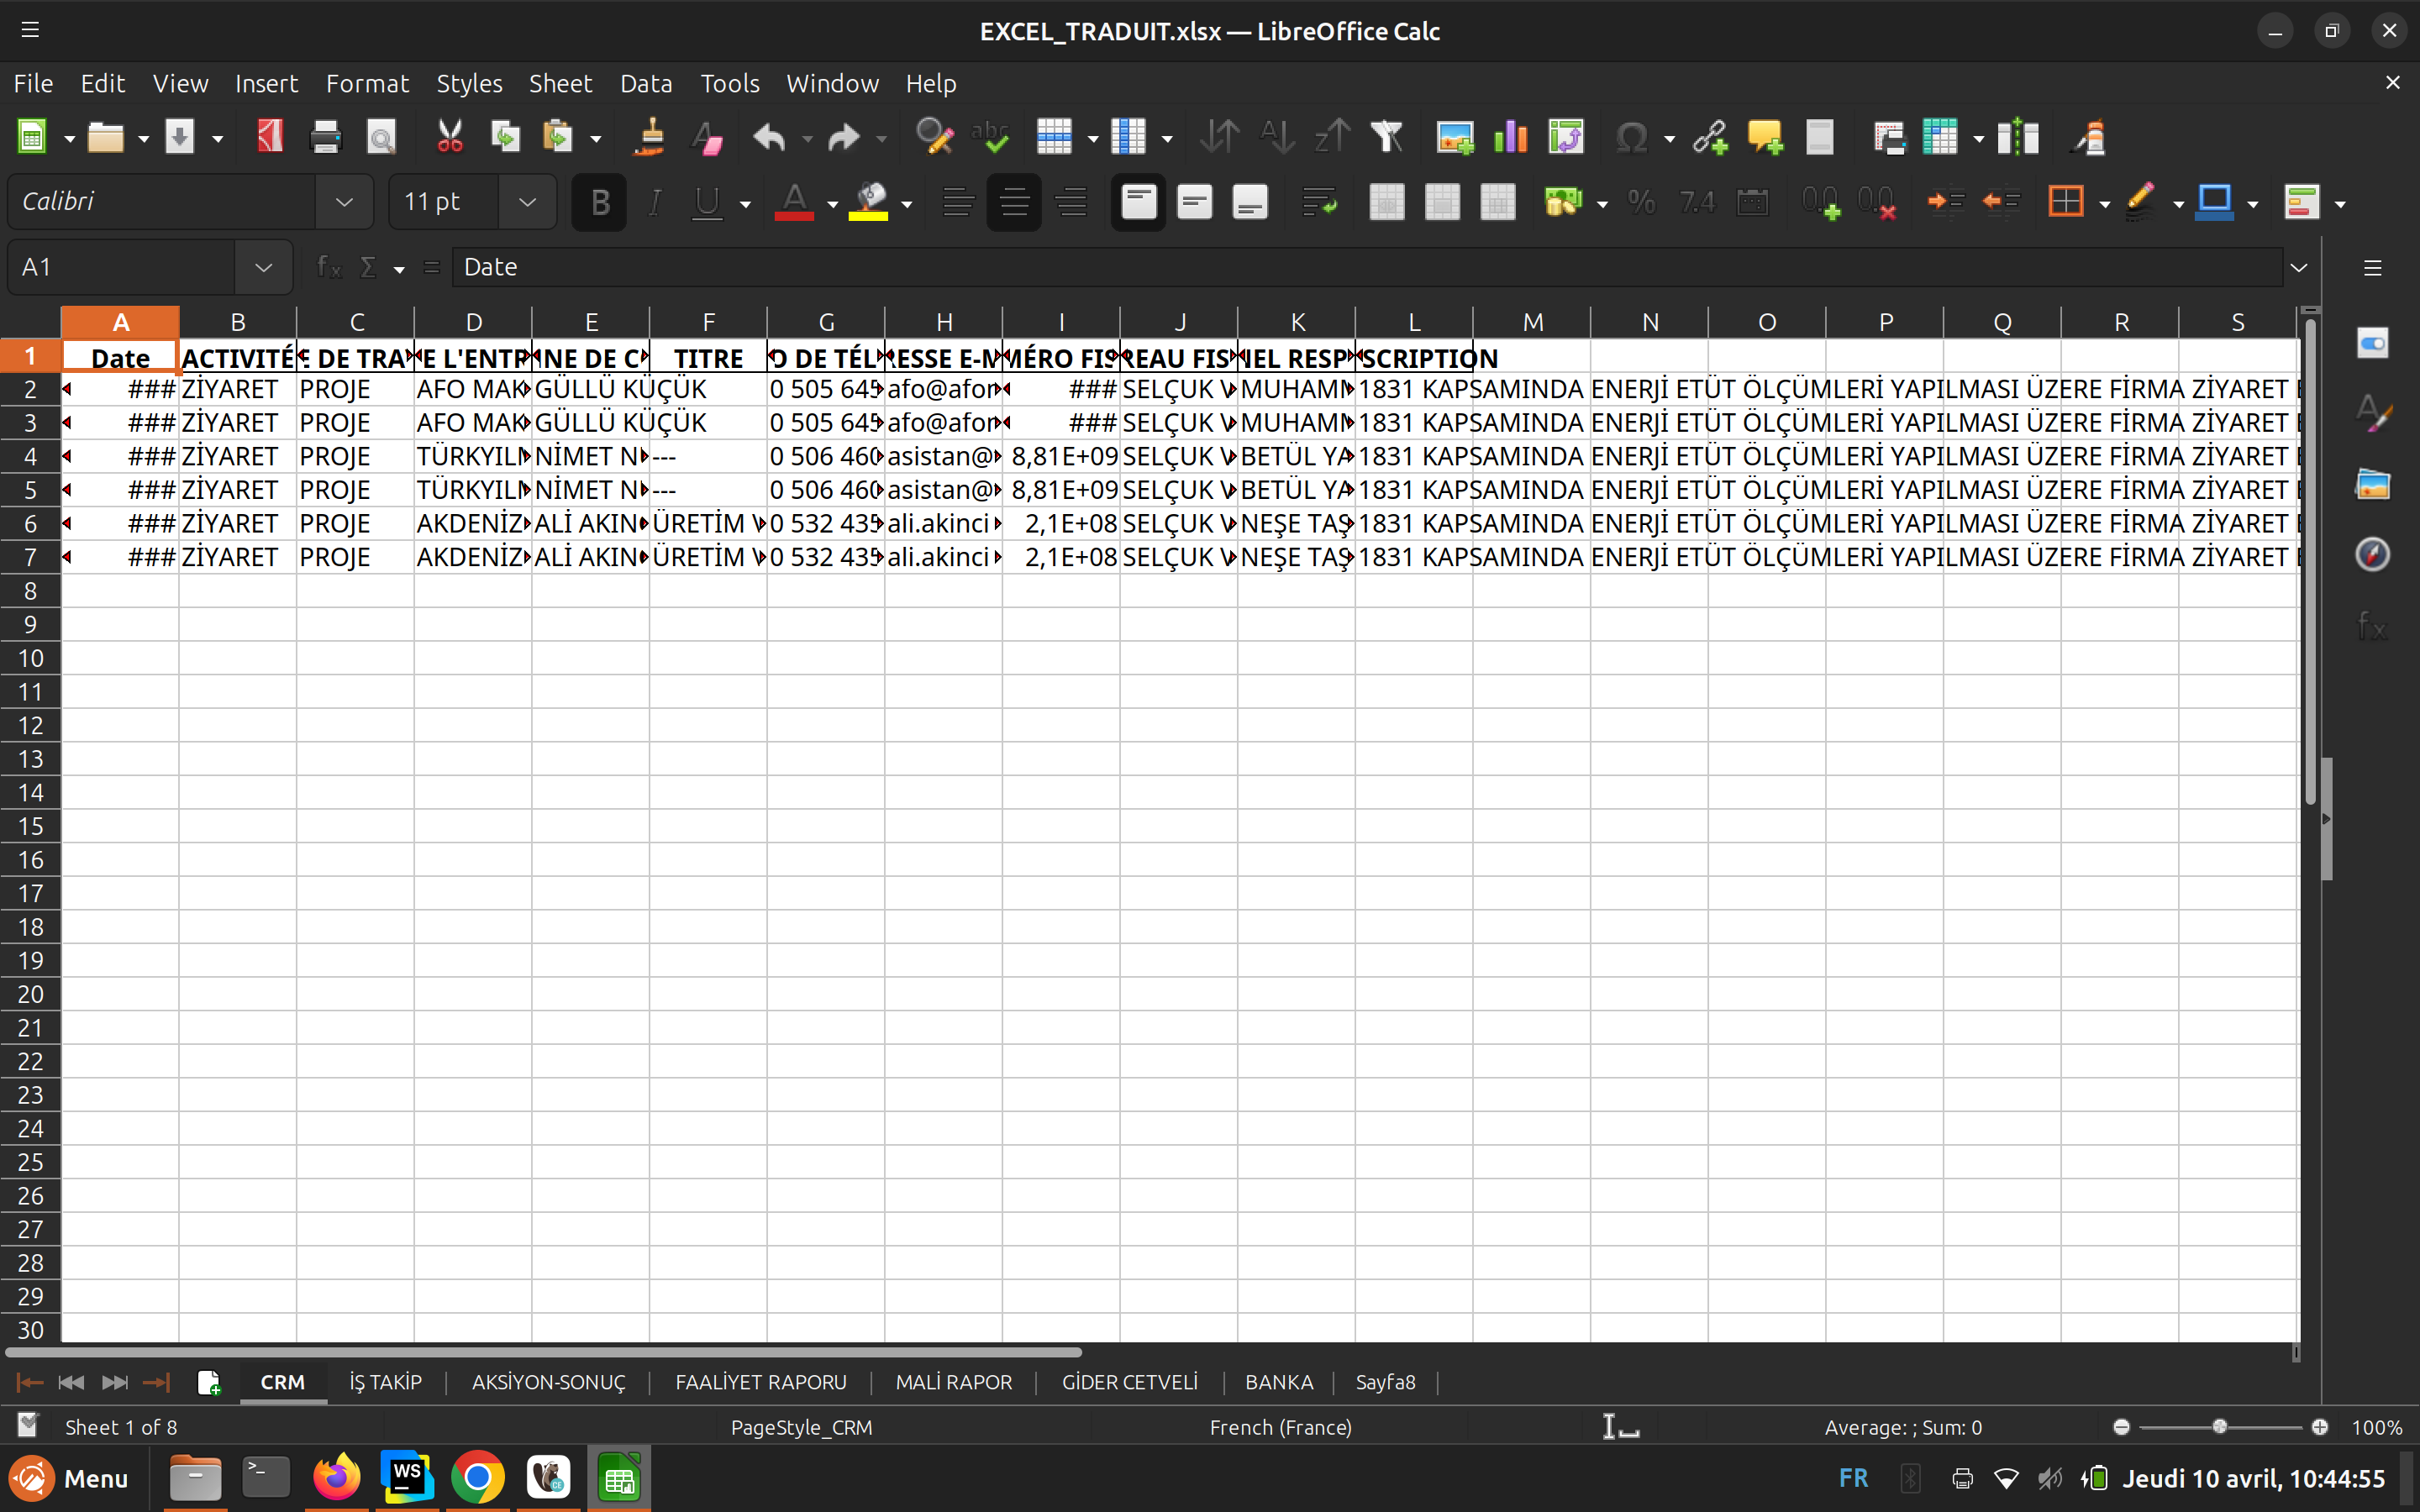 EXCEL_TRADUIT.xlsx — LibreOffice Calc
File Edit View Insert Format Styles Sheet Data Tools Window Help
Calibri 11 pt
A1 Date
A B C D E F G H I J K L M N O P Q R S
1 Date ACTIVITÉ DE L'ENTR NE DE TITRE O DE TÉL ESSE E-M MÉRO FIS REAU FIS NEL RESP SCRIPTION
2 ### ZİYARET PROJE AFO MAK GÜLLÜ KÜÇÜK 0 505 645 afo@afor ### SELÇUK MUHAMM 1831 KAPSAMINDA ENERJİ ETÜT ÖLÇÜMLERİ YAPILMASI ÜZERE FİRMA ZİYARET
3 ### ZİYARET PROJE AFO MAK GÜLLÜ KÜÇÜK 0 505 645 afo@afor ### SELÇUK MUHAMM 1831 KAPSAMINDA ENERJİ ETÜT ÖLÇÜMLERİ YAPILMASI ÜZERE FİRMA ZİYARET
4 ### ZİYARET PROJE TÜRKYILM NİMET --- 0 506 460 asistan@ 8,81E+09 SELÇUK BETÜL YA 1831 KAPSAMINDA ENERJİ ETÜT ÖLÇÜMLERİ YAPILMASI ÜZERE FİRMA ZİYARET
5 ### ZİYARET PROJE TÜRKYILM NİMET --- 0 506 460 asistan@ 8,81E+09 SELÇUK BETÜL YA 1831 KAPSAMINDA ENERJİ ETÜT ÖLÇÜMLERİ YAPILMASI ÜZERE FİRMA ZİYARET
6 ### ZİYARET PROJE AKDENİZ ALİ AKIN ÜRETİM 0 532 435 ali.akinci 2,1E+08 SELÇUK NEŞE TAŞ 1831 KAPSAMINDA ENERJİ ETÜT ÖLÇÜMLERİ YAPILMASI ÜZERE FİRMA ZİYARET
7 ### ZİYARET PROJE AKDENİZ ALİ AKIN ÜRETİM 0 532 435 ali.akinci 2,1E+08 SELÇUK NEŞE TAŞ 1831 KAPSAMINDA ENERJİ ETÜT ÖLÇÜMLERİ YAPILMASI ÜZERE FİRMA ZİYARET
8
9
10
11
12
13
14
15
16
17
18
19
20
21
22
23
24
25
26
27
28
29
30
CRM İŞ TAKİP AKSİYON-SONUÇ FAALİYET RAPORU MALİ RAPOR GİDER CETVELİ BANKA Sayfa8
Sheet 1 of 8 PageStyle_CRM French (France) Average: ; Sum: 0 100%
Menu WS FR Jeudi 10 avril, 10:44:55